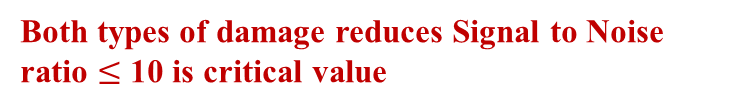 Both types of damage reduces Signal to Noise
ratio ≤ 10 is critical value